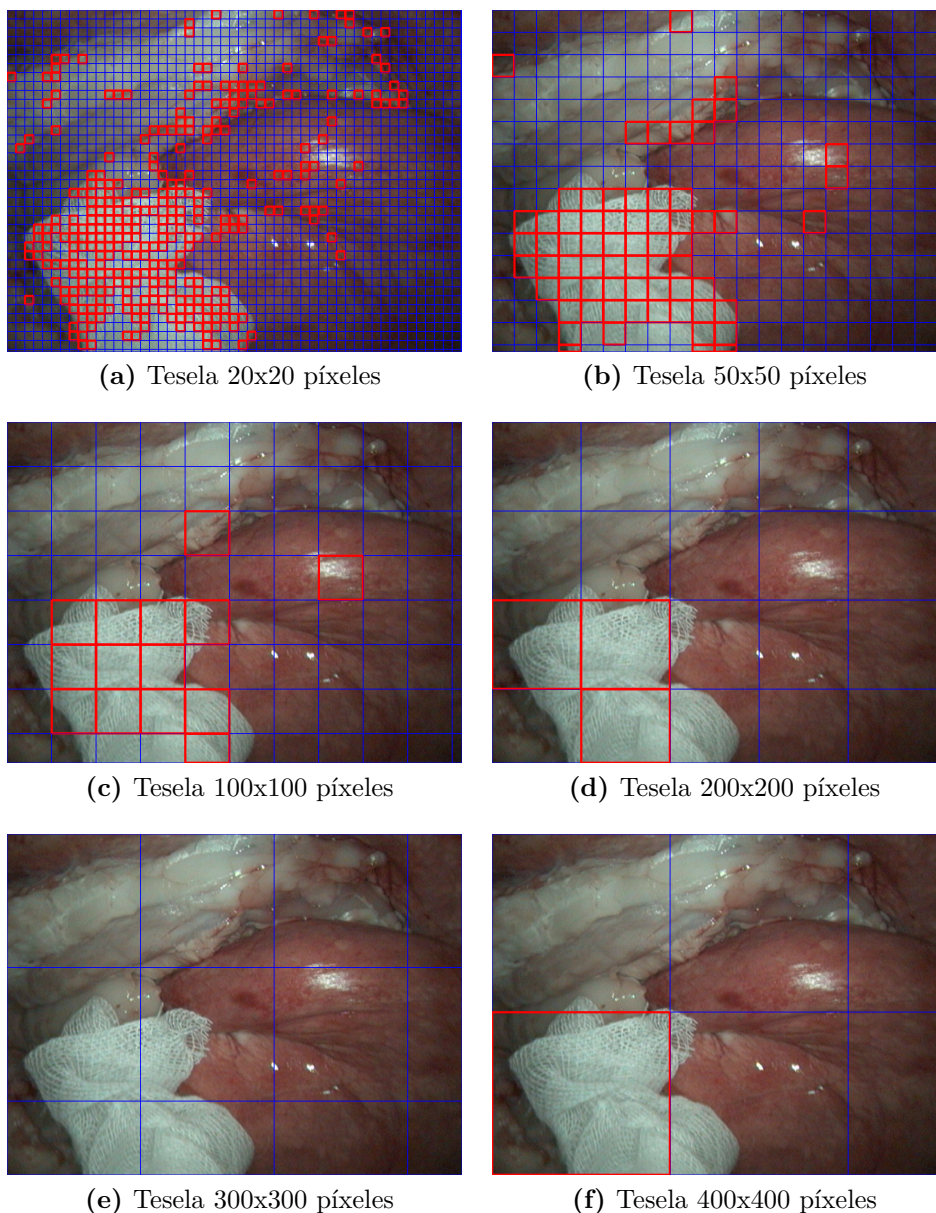 (a) Tesela 20x20 píxeles
(b) Tesela 50x50 píxeles
(c) Tesela 100x100 píxeles
(d) Tesela 200x200 píxeles
(e) Tesela 300x300 píxeles
(f) Tesela 400x400 píxeles